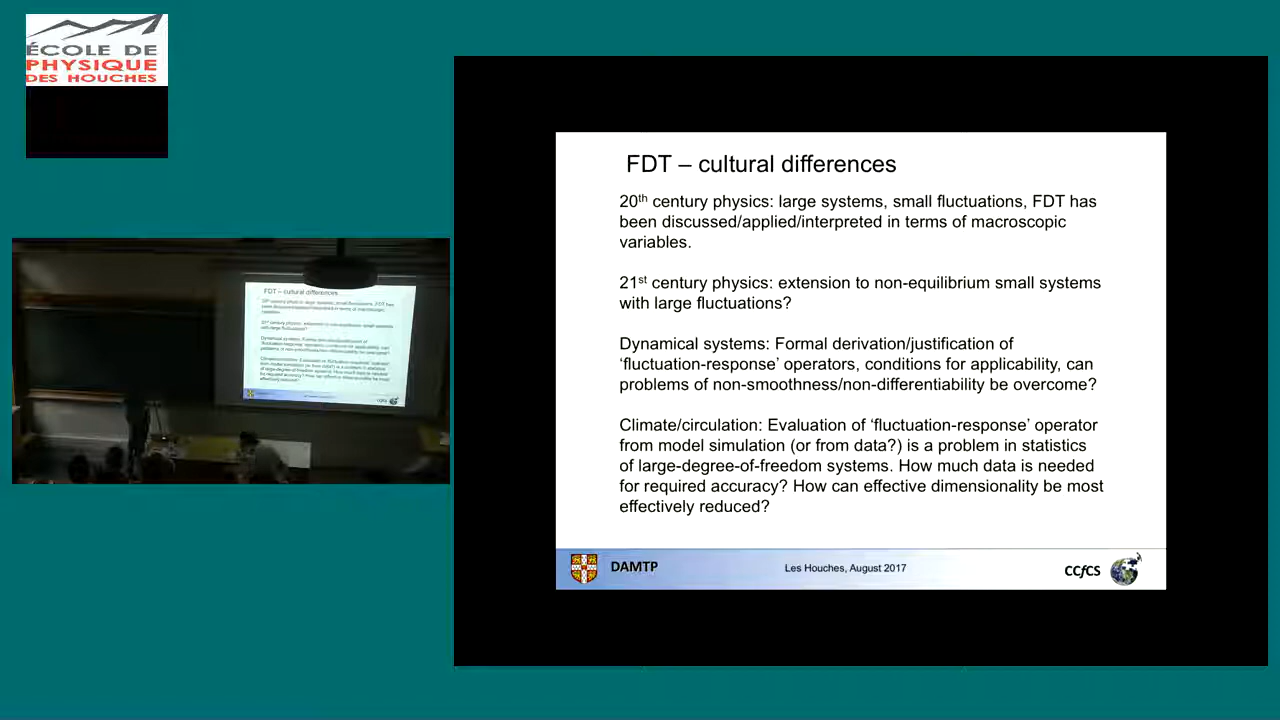 ÉCOLE DE
PHYSIQUE
DES HOUCHES
FDT – cultural differences
20th century physics: large systems, small fluctuations, FDT has
been discussed/applied/interpreted in terms of macroscopic
variables.
21st century physics: extension to non-equilibrium small systems
with large fluctuations?
Dynamical systems: Formal derivation/justification of
‘fluctuation-response’ operators, conditions for applicability, can
problems of non-smoothness/non-differentiability be overcome?
Climate/circulation: Evaluation of ‘fluctuation-response’ operator
from model simulation (or from data?) is a problem in statistics
of large-degree-of-freedom systems. How much data is needed
for required accuracy? How can effective dimensionality be most
effectively reduced?
DAMTP
Les Houches, August 2017
CCfCS
FDT – cultural differences